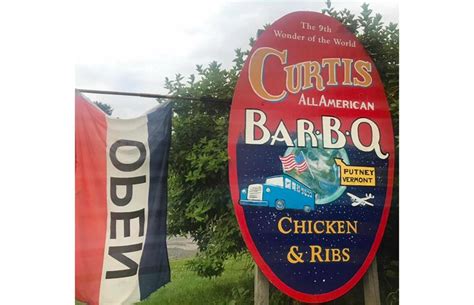 The 9th
Wonder of the World
CURTIS
ALL AMERICAN
BAR-B-Q
PUTNEY
VERMONT
CHICKEN
& RIBS
OPEN